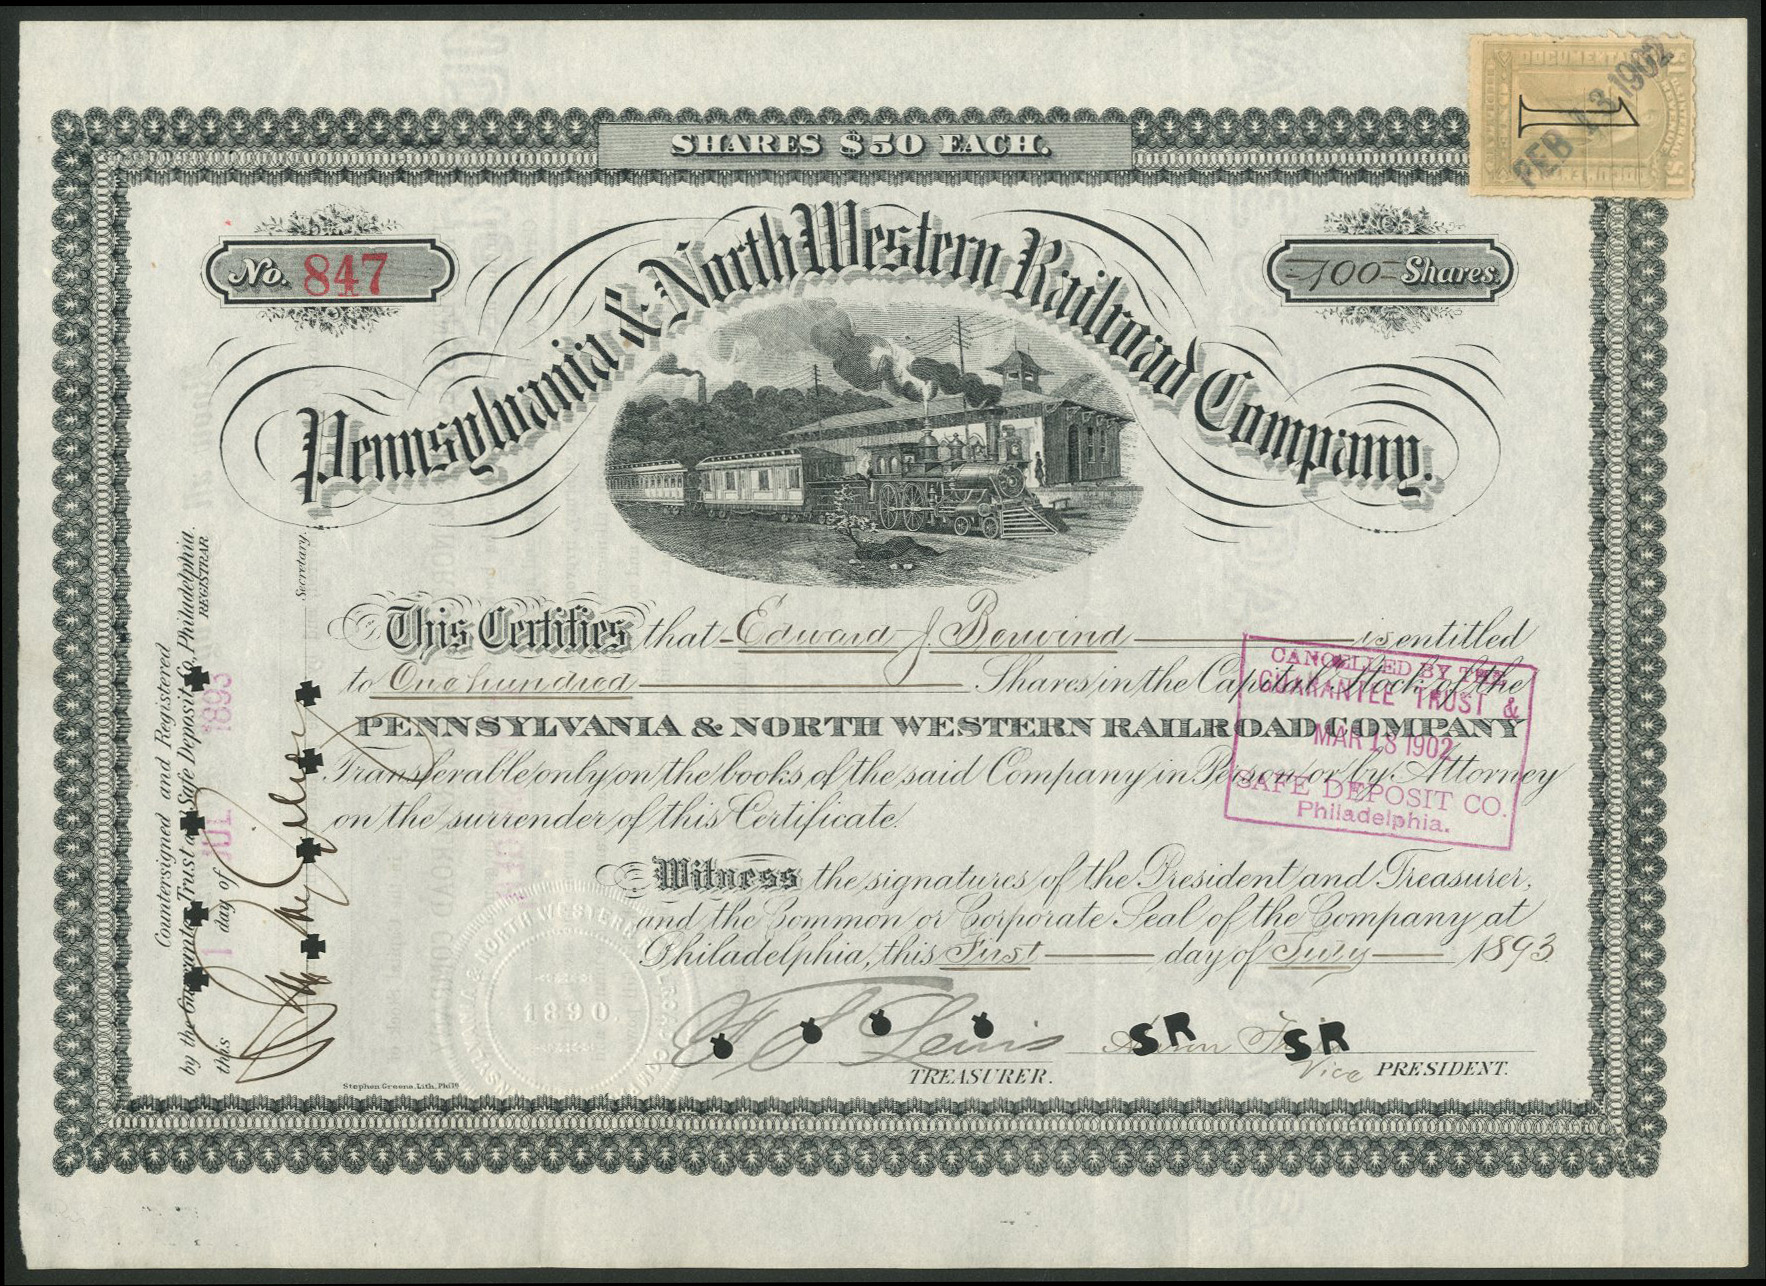 SHARES $50 EACH.
DOCUMENTARY
FEB 13 1902
1
No. 847
100 Shares.
Pennsylvania & North Western Railroad Company.
This Certifies that Edward J. Berwind is entitled
to One hundred Shares in the Capital Stock of the
PENNSYLVANIA & NORTH WESTERN RAILROAD COMPANY
Transferable only on the books of the said Company in Person or by Attorney
on the surrender of this Certificate.
CANCELLED BY THE
GUARANTEE TRUST &
MAR 18 1902
SAFE DEPOSIT CO.
Philadelphia.
Witness the signatures of the President and Treasurer,
and the Common or Corporate Seal of the Company at
Philadelphia, this First day of July 1893
Lewis
TREASURER.
SR SR
Vice PRESIDENT.
Countersigned and Registered
by the Guarantee Trust and Safe Deposit Co. Philadelphia.
REGISTRAR.
this 1 day of JUL 1893
Secretary.
1890.
Stephen Greene, Lith, Phila